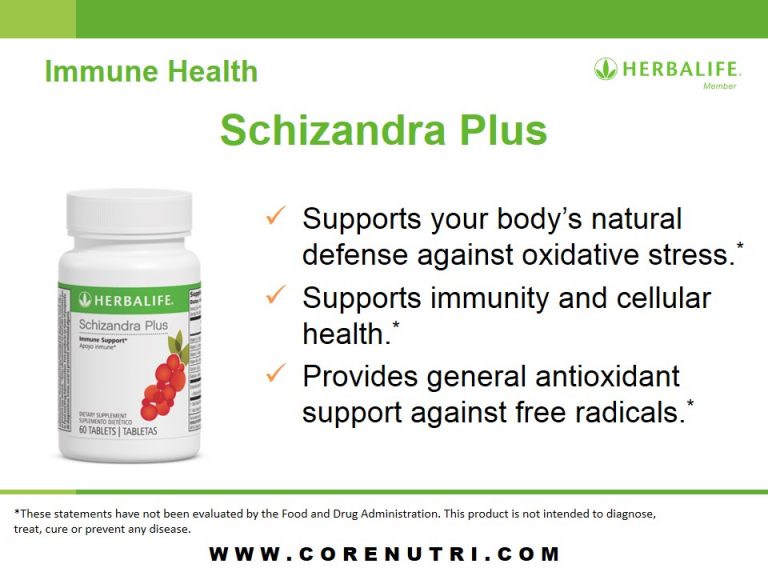 Immune Health
HERBALIFE.
Member
Schizandra Plus
✓ Supports your body’s natural
defense against oxidative stress.*
✓ Supports immunity and cellular
health.*
✓ Provides general antioxidant
support against free radicals.*
HERBALIFE.
Schizandra Plus
Immune Support*
Apoyo inmune*
DIETARY SUPPLEMENT
SUPLEMENTO DIETÉTICO
60 TABLETS | TABLETAS
*These statements have not been evaluated by the Food and Drug Administration. This product is not intended to diagnose,
treat, cure or prevent any disease.
WWW.CORENUTRI.COM